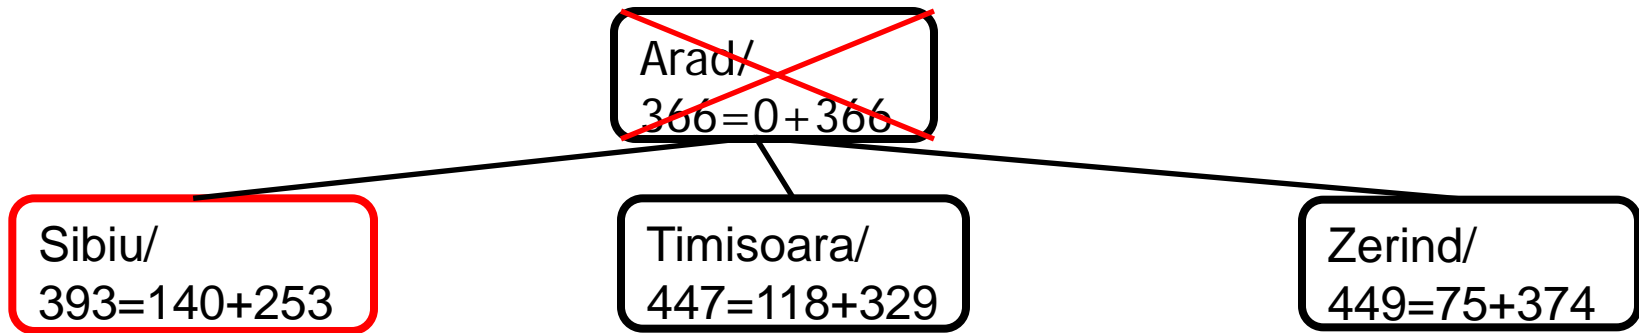 Arad/
366=0+366
Sibiu/
393=140+253
Timisoara/
447=118+329
Zerind/
449=75+374